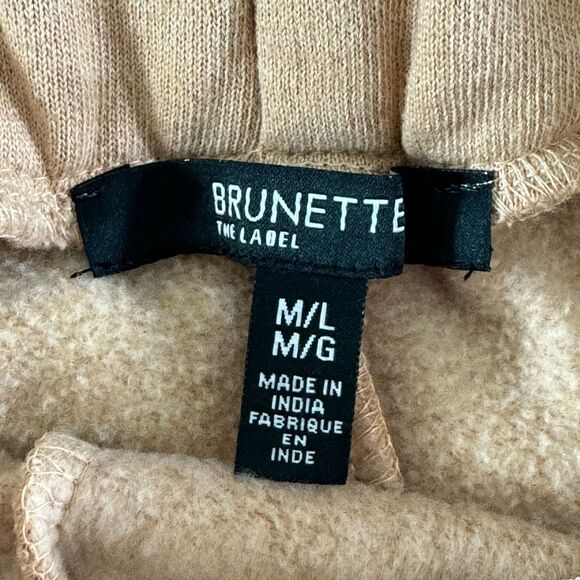 BRUNETTE
THE LABEL
M/L
M/G
MADE IN
INDIA
FABRIQUE
EN
INDE